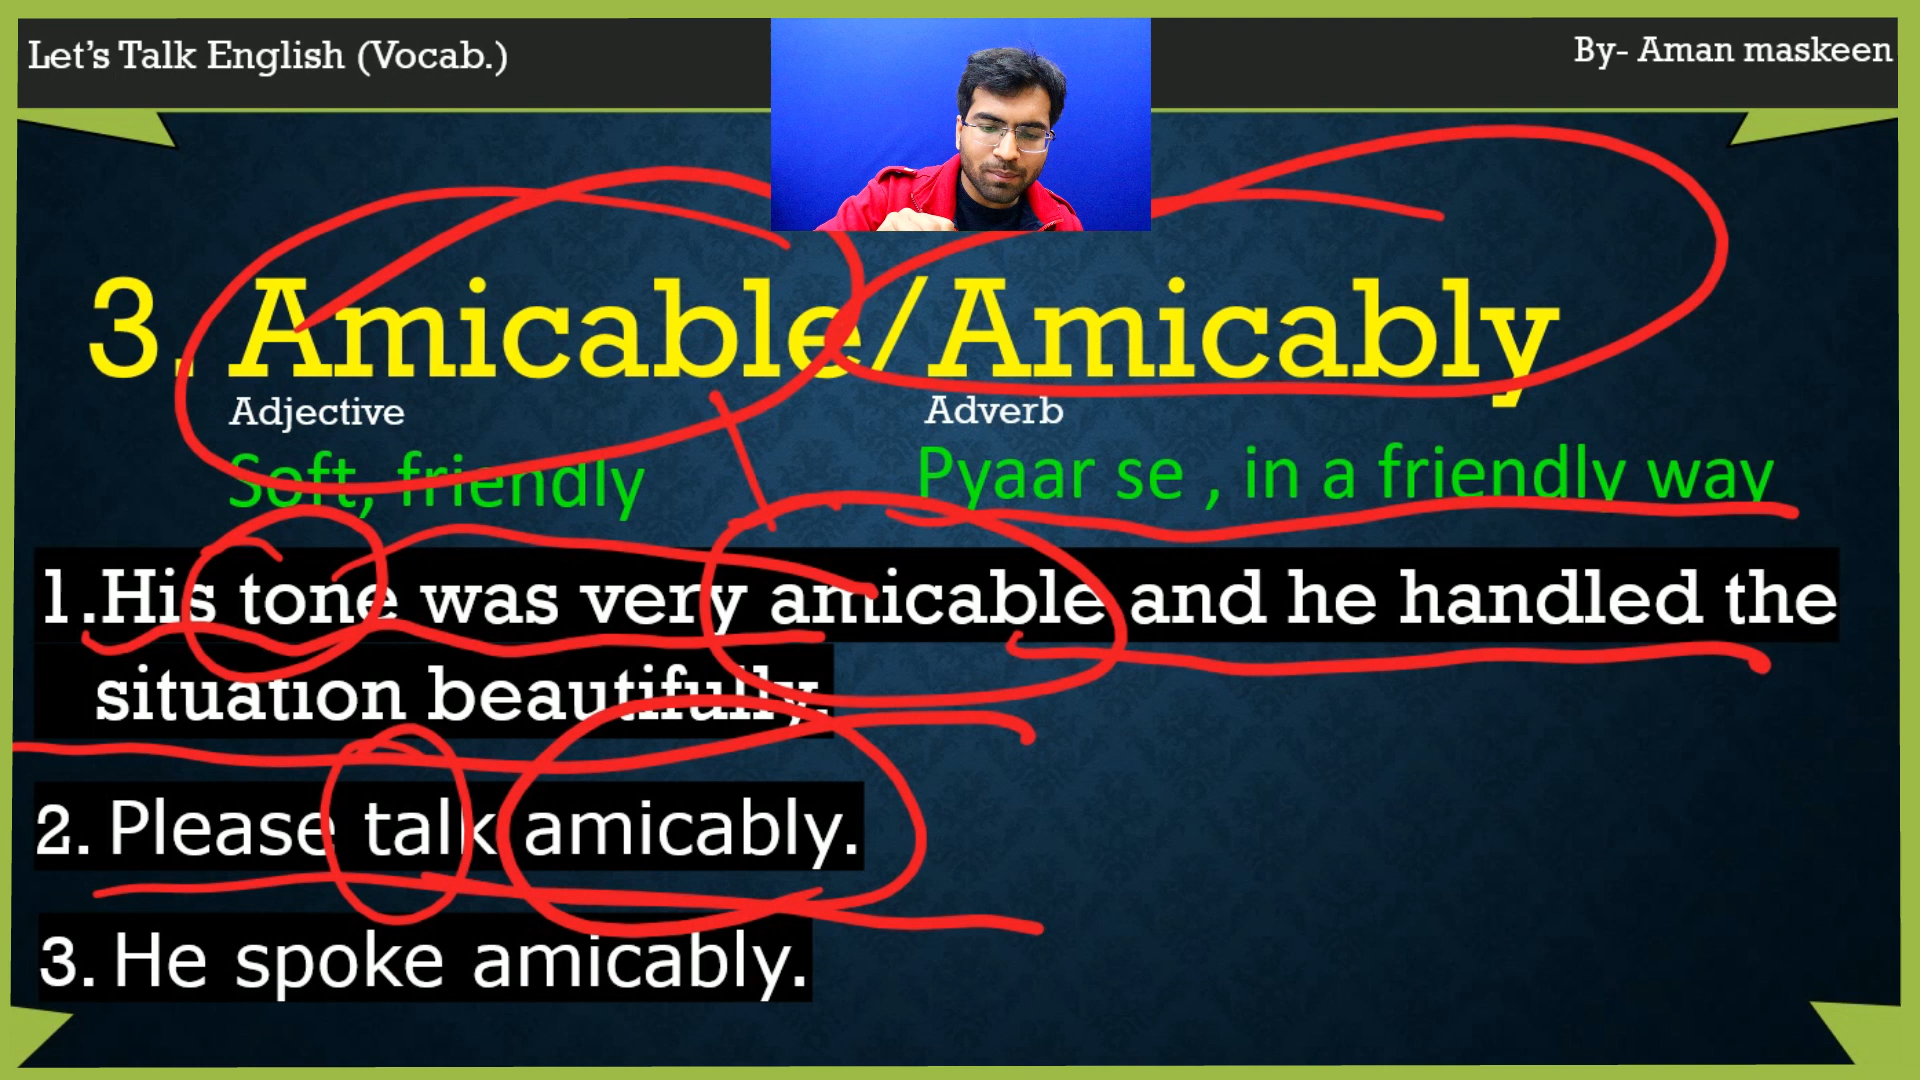 Let's Talk English (Vocab.)
By- Aman maskeen
3. Amicable/Amicably
Adjective
Adverb
Soft, friendly
Pyaar se , in a friendly way
1.His tone was very amicable and he handled the
situation beautifully.
2. Please talk amicably.
3. He spoke amicably.